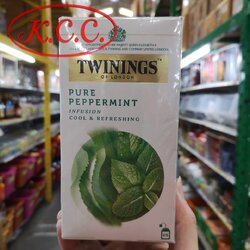 K.C.C.
TWININGS
OF LONDON
PURE
PEPPERMINT
INFUSION
COOL & REFRESHING